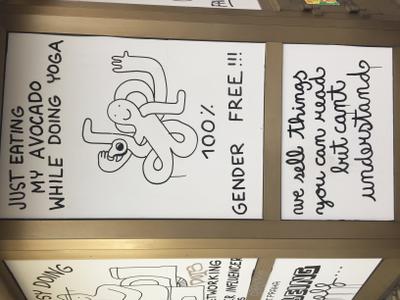 JUST EATING
MY AVOCADO
WHILE DOING YOGA
100%
GENDER FREE!!!
we sell things
you can read
but can't
understand
DOING
INFLUENCER